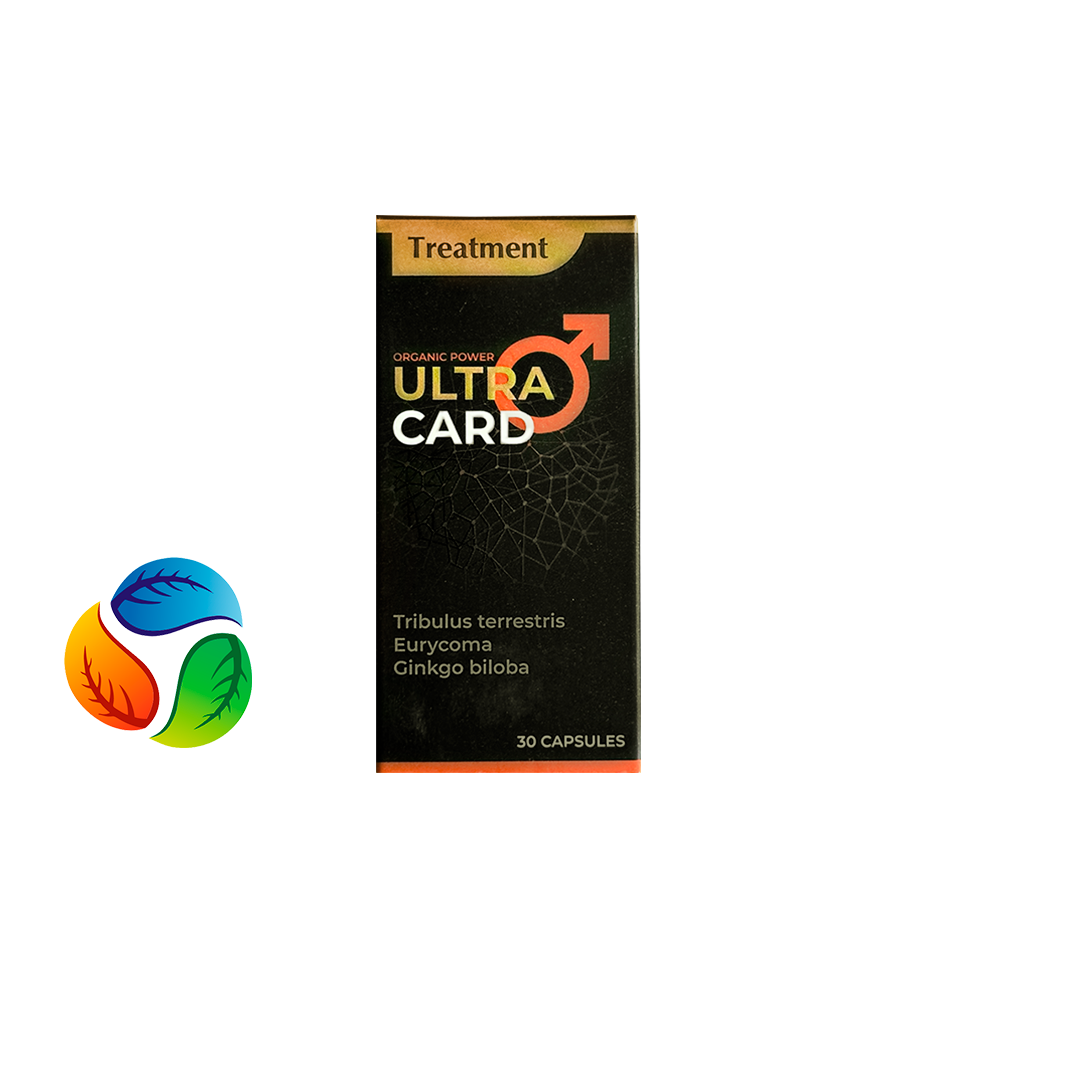 Treatment
ORGANIC POWER
ULTRA
CARD
Tribulus terrestris
Eurycoma
Ginkgo biloba
30 CAPSULES